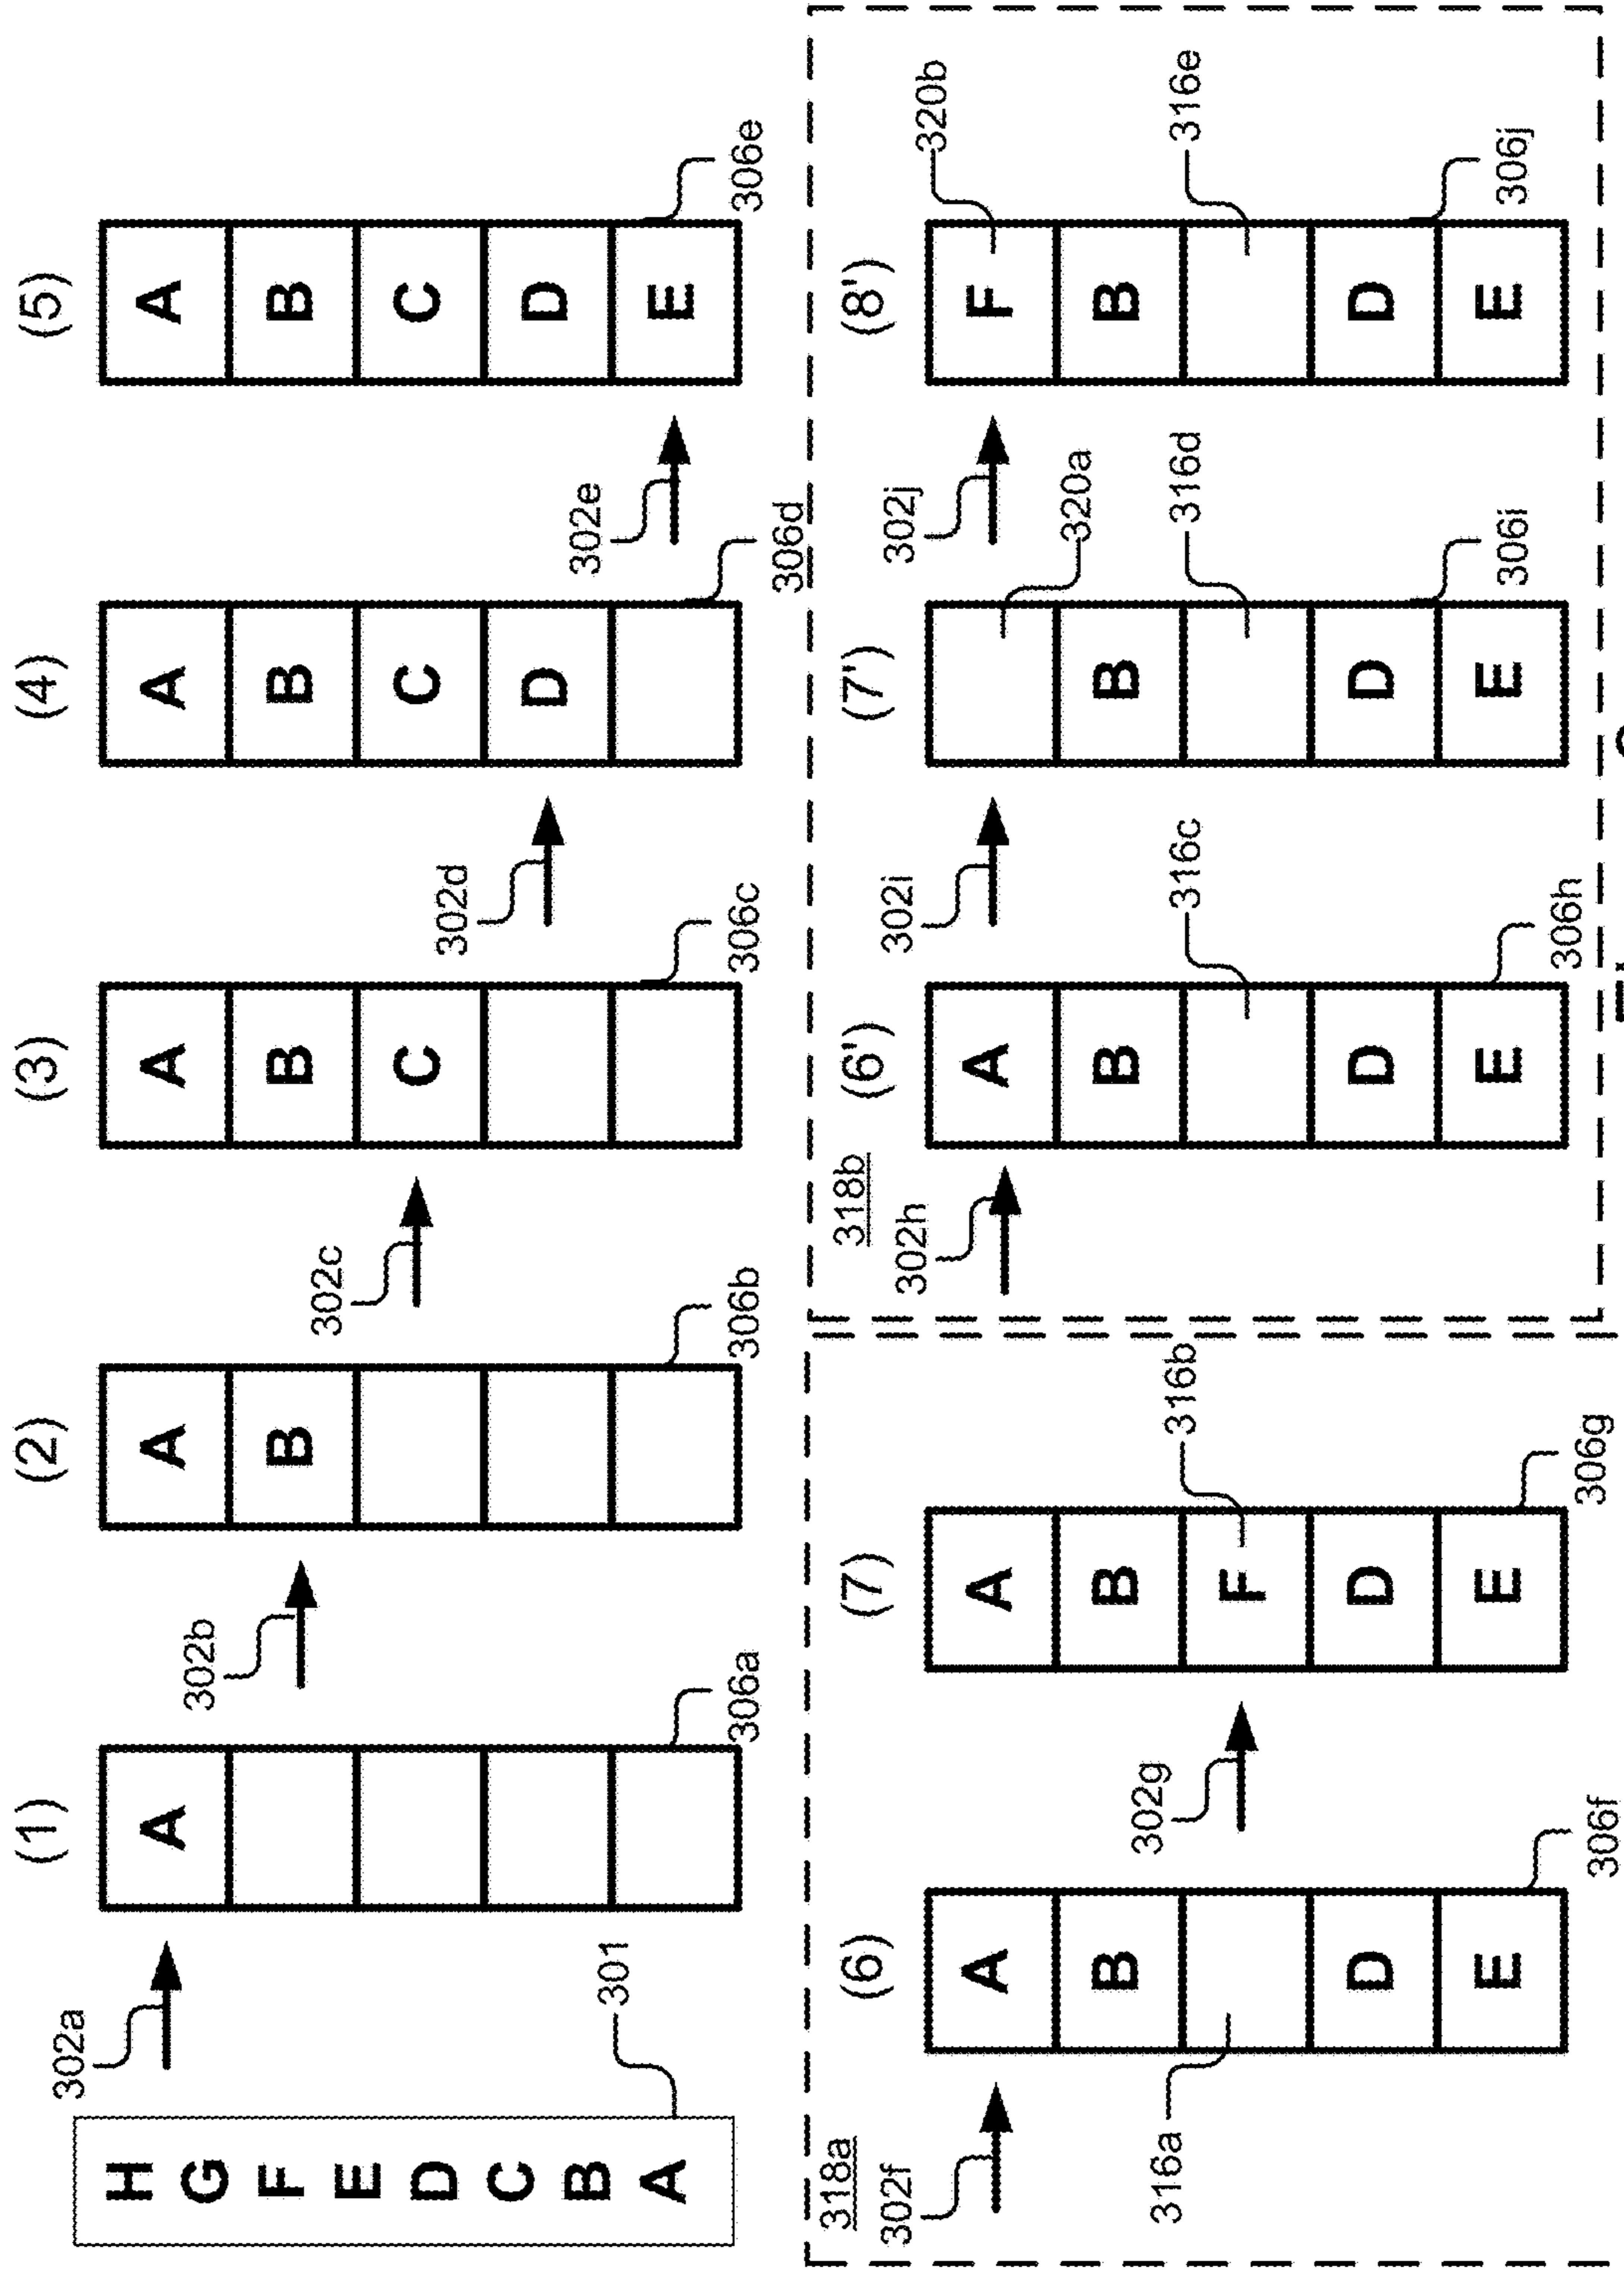 (1) (2) (3) (4) (5)
302a
H
G
F
E
D
C
B
A
301
A
306a
302b
A
B
306b
302c
A
B
C
306c
302d
A
B
C
D
306d
302e
A
B
C
D
E
306e
318a
302f
(6)
A
B
D
E
316a
306f
302g
(7)
A
B
F
D
E
316b
306g
318b
302h
(6')
A
B
D
E
316c
306h
302i
(7')
B
D
E
320a
316d
306i
302j
(8')
F
B
D
E
320b
316e
306j